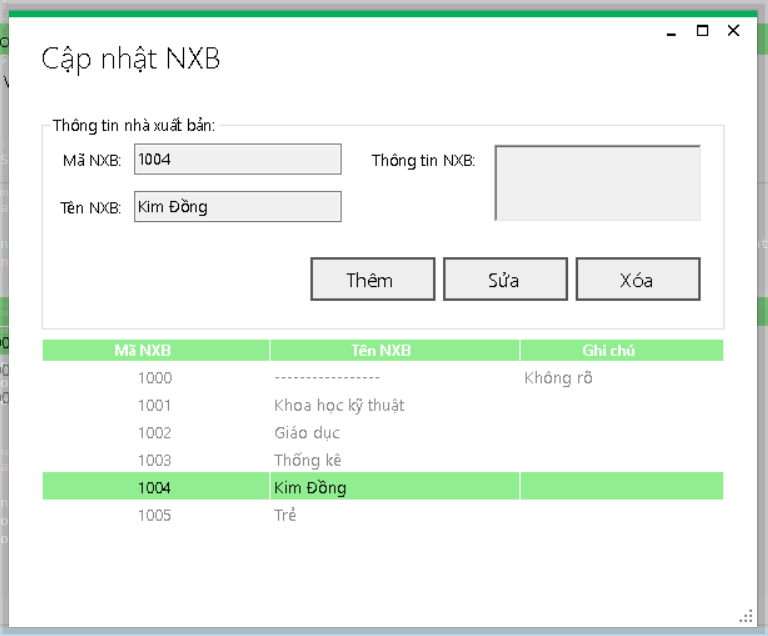 Cập nhật NXB
Thông tin nhà xuất bản:
Mã NXB: 1004 Thông tin NXB:
Tên NXB: Kim Đồng
Thêm Sửa Xóa
Mã NXB Tên NXB Ghi chú
1000 ----------------- Không rõ
1001 Khoa học kỹ thuật
1002 Giáo dục
1003 Thống kê
1004 Kim Đồng
1005 Trẻ